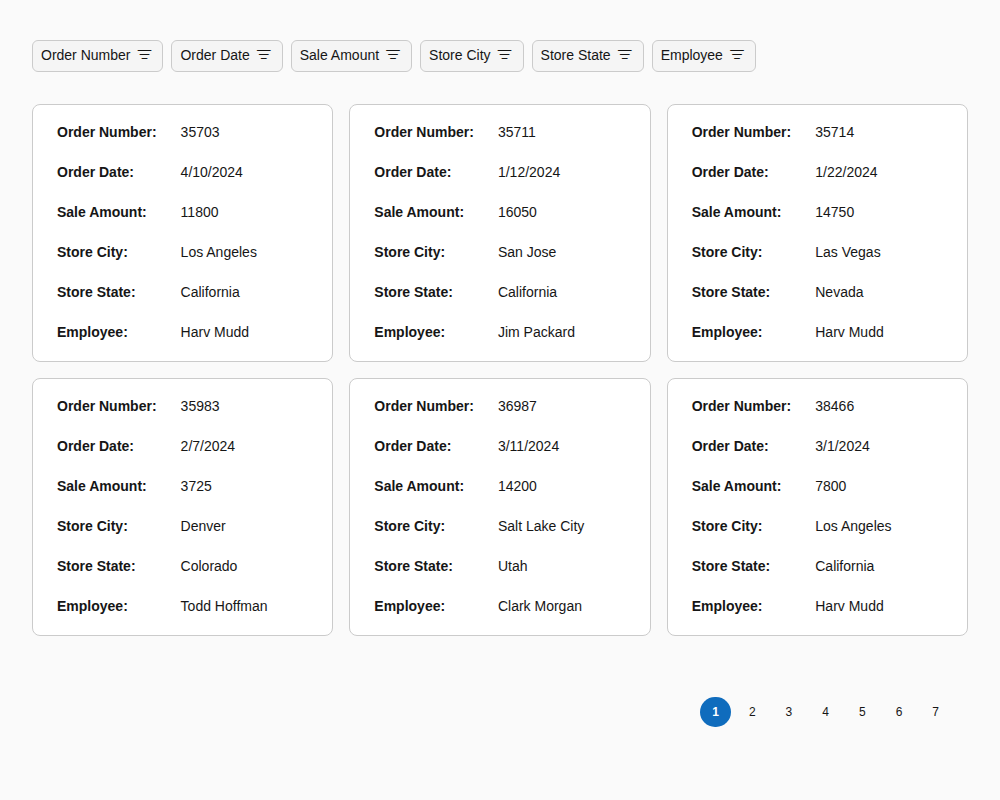 Order Number Order Date Sale Amount Store City Store State Employee
Order Number: 35703
Order Date: 4/10/2024
Sale Amount: 11800
Store City: Los Angeles
Store State: California
Employee: Harv Mudd
Order Number: 35711
Order Date: 1/12/2024
Sale Amount: 16050
Store City: San Jose
Store State: California
Employee: Jim Packard
Order Number: 35714
Order Date: 1/22/2024
Sale Amount: 14750
Store City: Las Vegas
Store State: Nevada
Employee: Harv Mudd
Order Number: 35983
Order Date: 2/7/2024
Sale Amount: 3725
Store City: Denver
Store State: Colorado
Employee: Todd Hoffman
Order Number: 36987
Order Date: 3/11/2024
Sale Amount: 14200
Store City: Salt Lake City
Store State: Utah
Employee: Clark Morgan
Order Number: 38466
Order Date: 3/1/2024
Sale Amount: 7800
Store City: Los Angeles
Store State: California
Employee: Harv Mudd
1 2 3 4 5 6 7